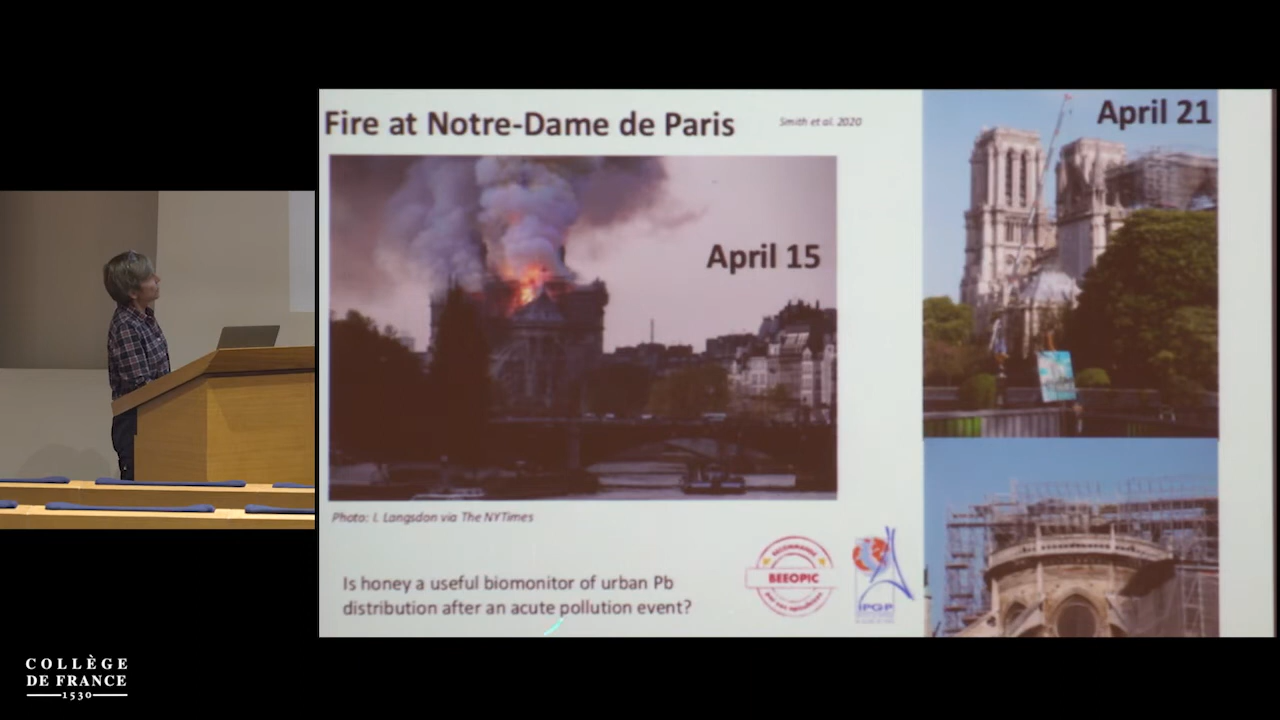 Fire at Notre-Dame de Paris
Smith et al. 2020
April 15
April 21
Photo: I. Langsdon via The NYTimes
Is honey a useful biomonitor of urban Pb
distribution after an acute pollution event?
BEEOPIC
IPGP
COLLÈGE
DE FRANCE
1530